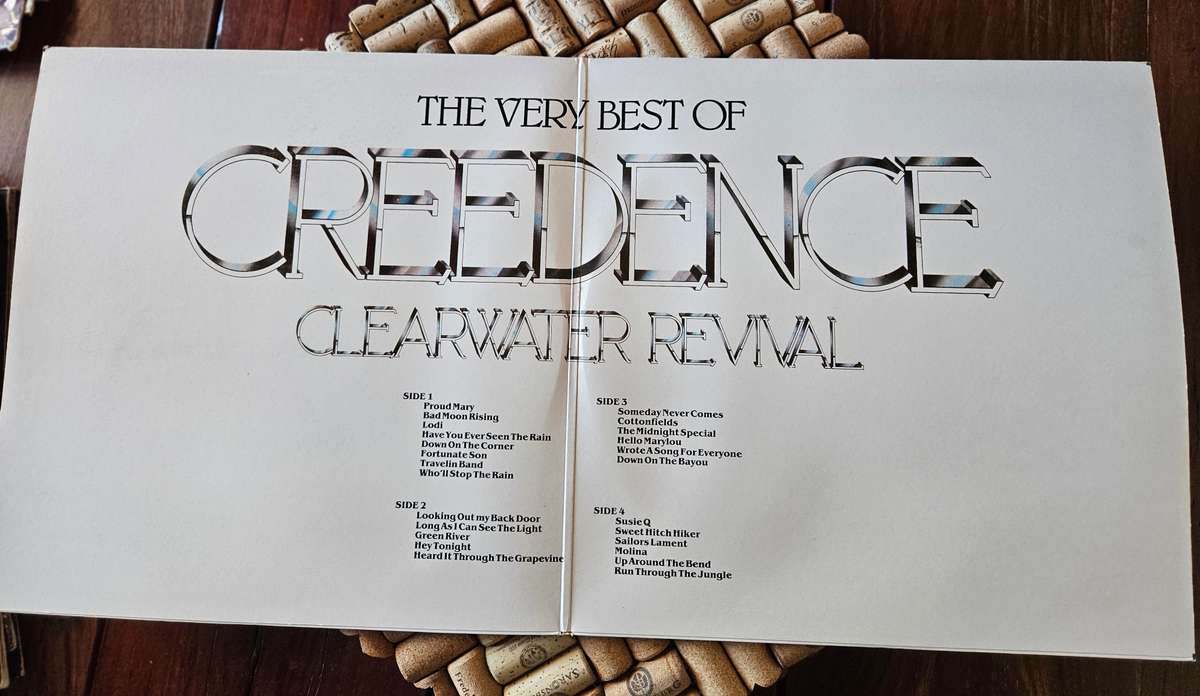 THE VERY BEST OF
CREEDENCE
CLEARWATER REVIVAL
SIDE 1
Proud Mary
Bad Moon Rising
Lodi
Have You Ever Seen The Rain
Down On The Corner
Fortunate Son
Travelin Band
Who'll Stop The Rain
SIDE 2
Looking Out my Back Door
Long As I Can See The Light
Green River
Hey Tonight
Heard It Through The Grapevine
SIDE 3
Someday Never Comes
Cottonfields
The Midnight Special
Hello Marylou
Wrote A Song For Everyone
Down On The Bayou
SIDE 4
Susie Q
Sweet Hitch Hiker
Sailors Lament
Molina
Up Around The Bend
Run Through The Jungle